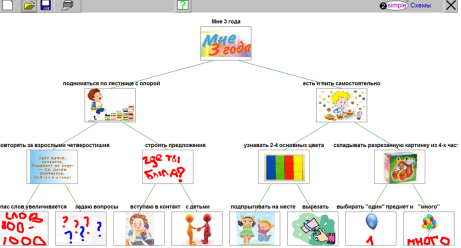 2simple Схемы
Мне 3 года
Мне
3 года
подниматься по лестнице с опорой
есть и пить самостоятельно
овторять за взрослыми четверостишия
строить предложения
узнавать 2-4 основных цвета
складывать разрезанную картинку из 4-х част
ГДЕ ТЫ
БЫЛА?
пас слов увеличивается
задаю вопросы
вступаю в контакт с детьми
подпрыгивать на месте
вырезать
выбирать "один" предмет и "много"
СЛОВ
800-
1000
? ? ?
? ? ?
1
МНОГО